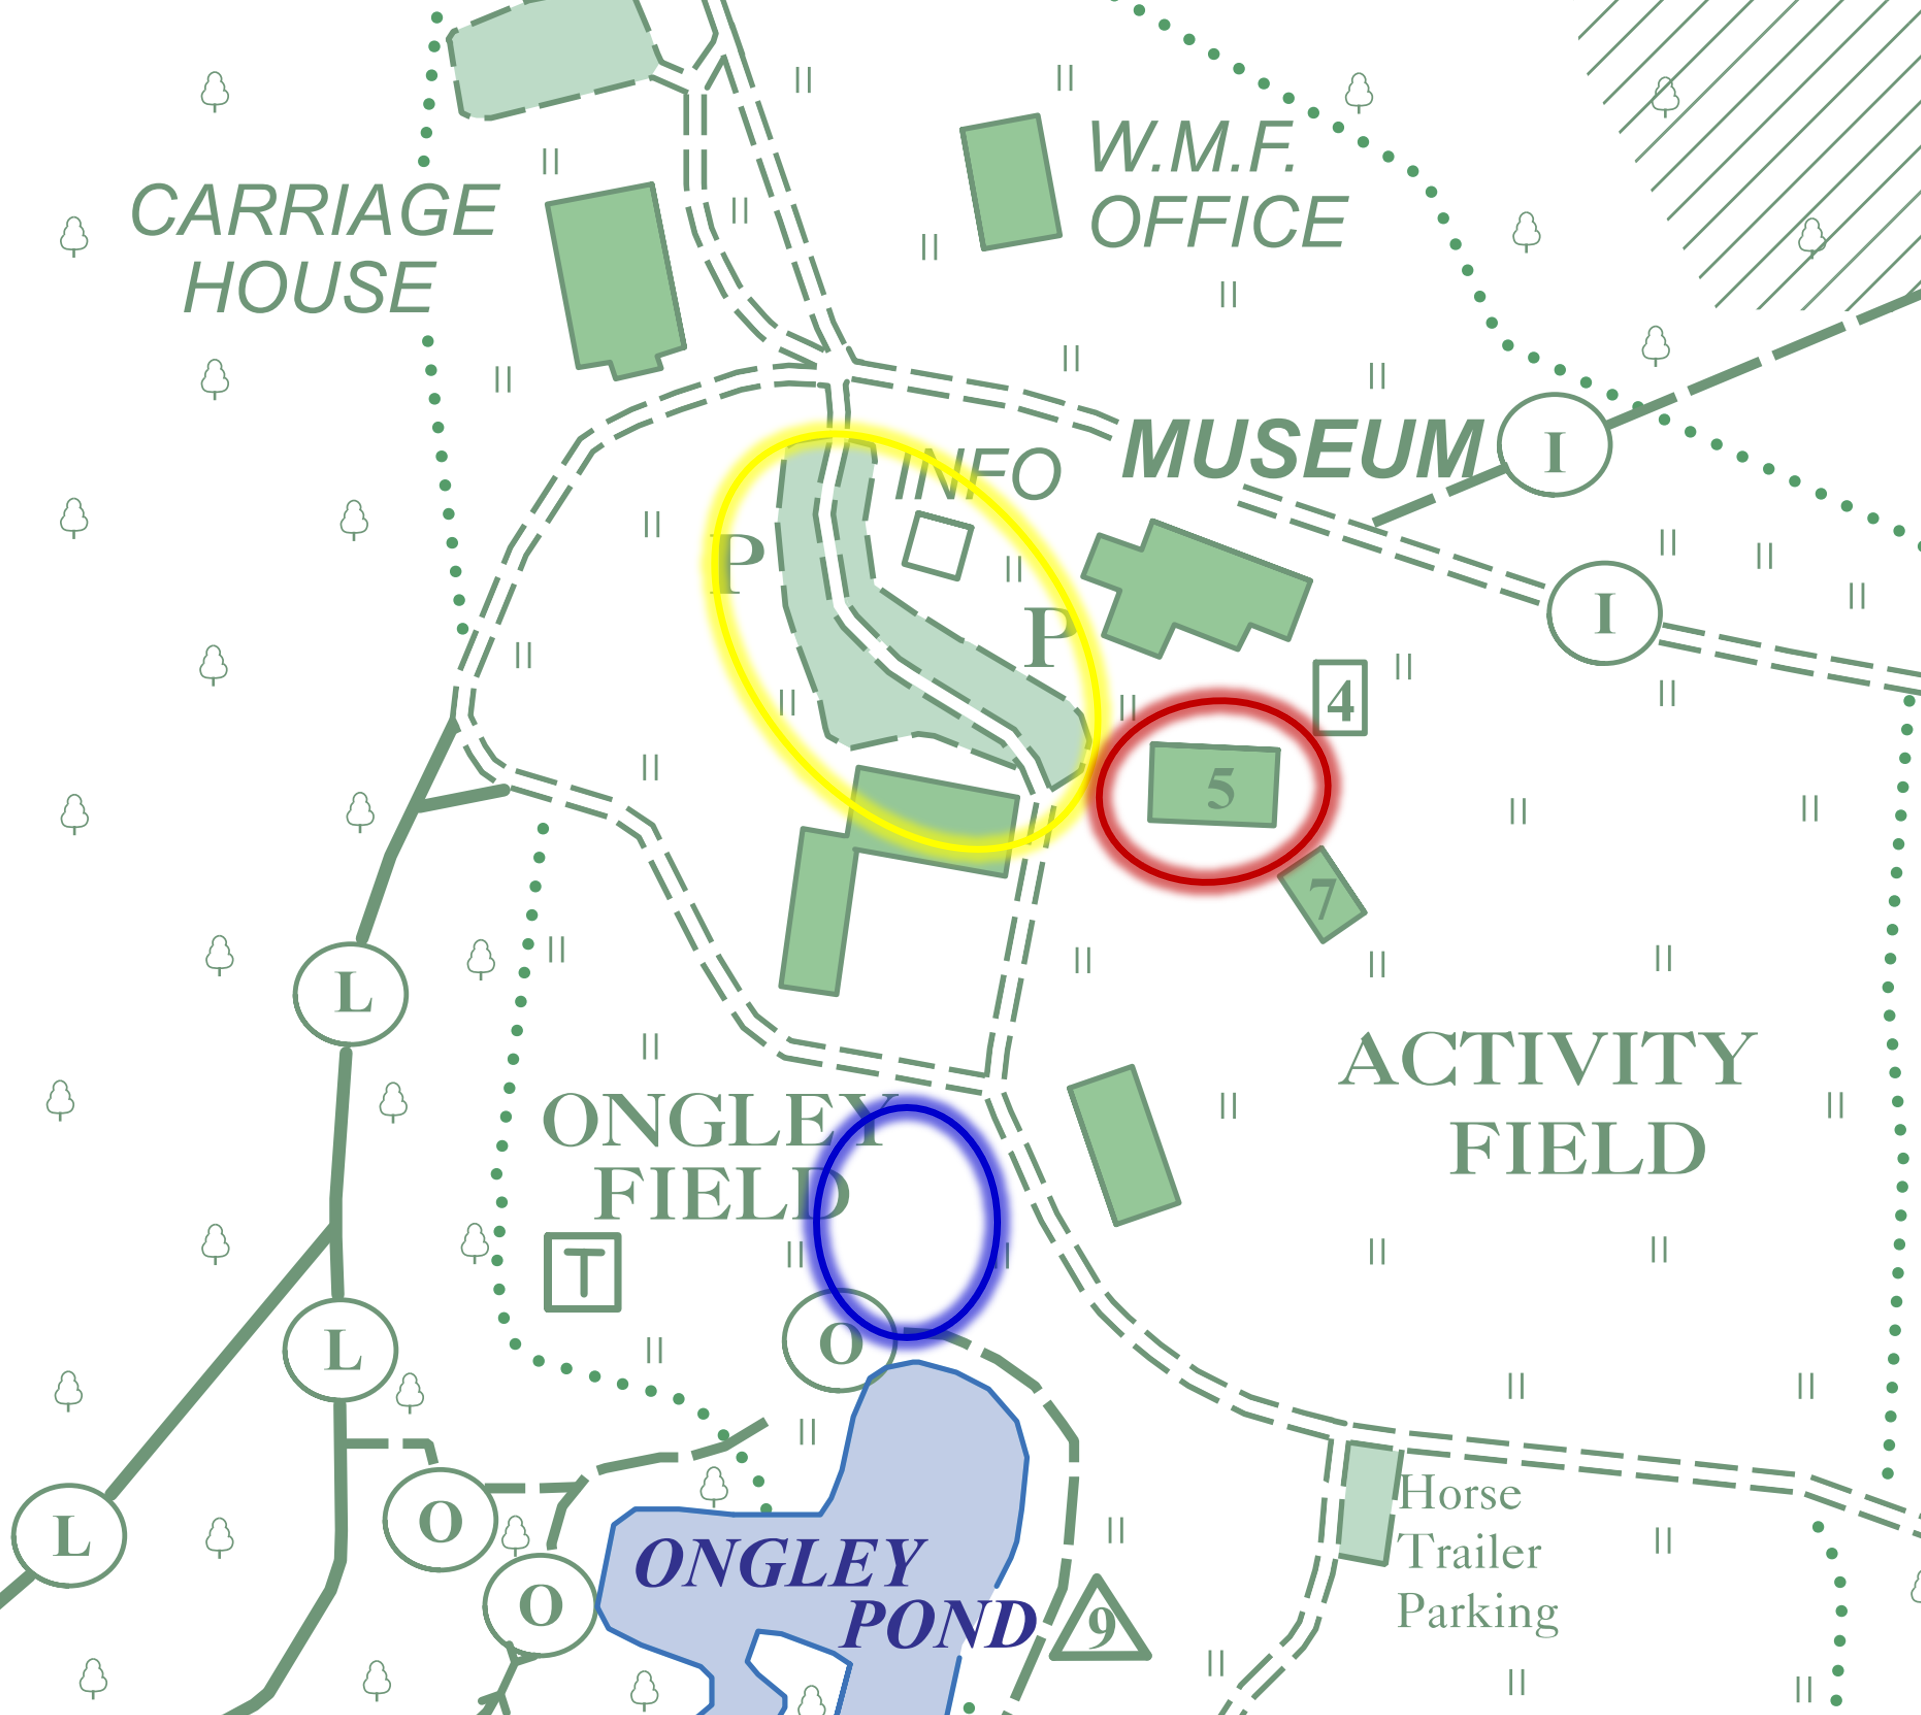 W.M.F.
OFFICE
CARRIAGE
HOUSE
MUSEUM
I
INFO
P
I
P
4
5
7
L
ACTIVITY
FIELD
ONGLEY
FIELD
T
O
L
Horse
Trailer
Parking
L
O
O
ONGLEY
POND
9